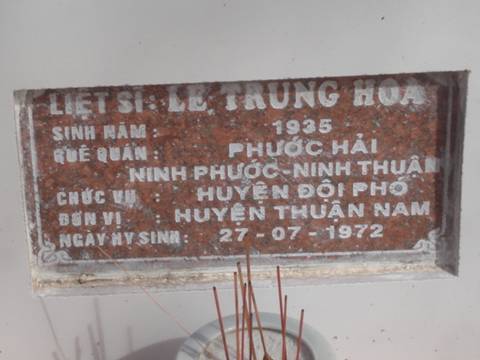 LIỆT SĨ: LÊ TRUNG HOÀ
SINH NĂM : 1935
QUÊ QUÁN : PHƯỚC HẢI
NINH PHƯỚC-NINH THUẬN
CHỨC VỤ : HUYỆN ĐỘI PHÓ
ĐƠN VỊ : HUYỆN THUẬN NAM
NGÀY HY SINH: 27-07-1972